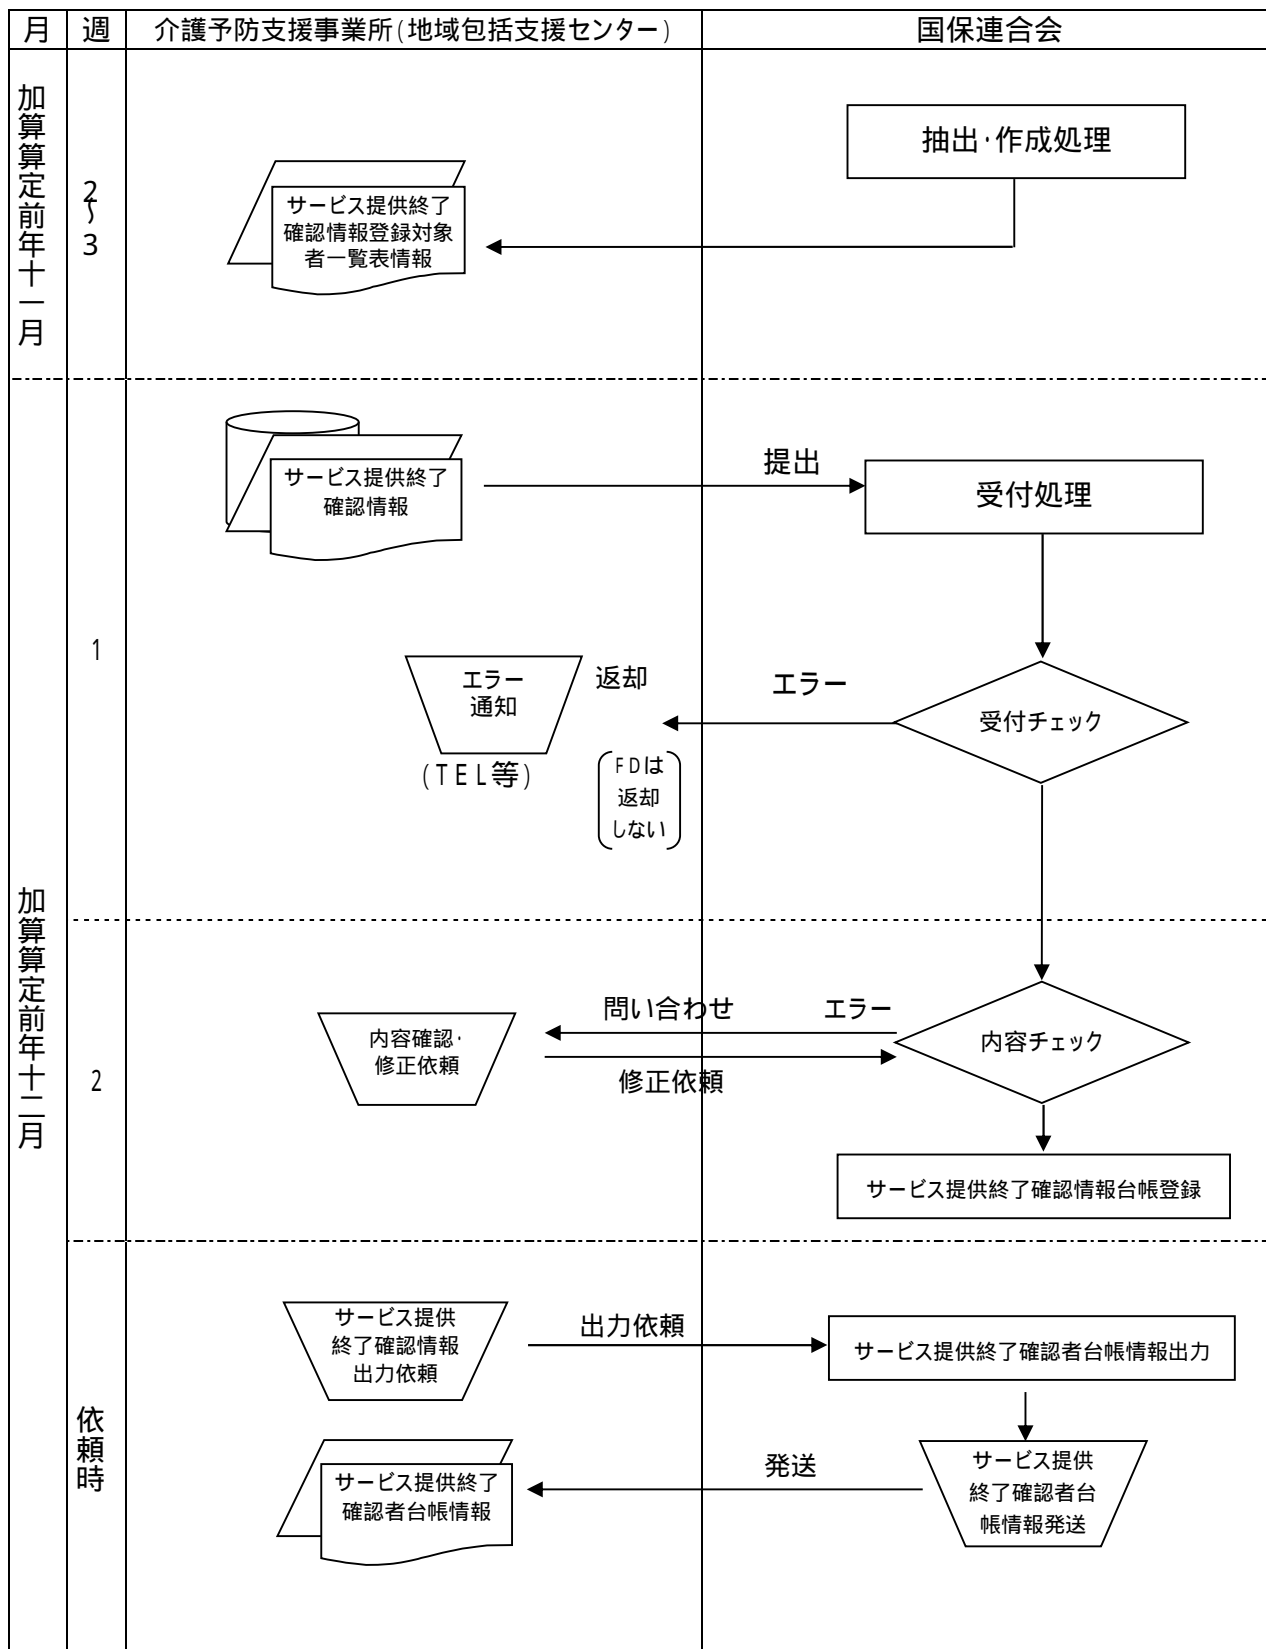 月
週
介護予防支援事業所(地域包括支援センター)
国保連合会
加算算定前年十一月
2〜3
抽出・作成処理
サービス提供終了
確認情報登録対象
者一覧表情報
加算算定前年十二月
1
サービス提供終了
確認情報
提出
受付処理
エラー
通知
(TEL等)
返却
FDは
返却
しない
エラー
受付チェック
2
内容確認・
修正依頼
問い合わせ
エラー
修正依頼
内容チェック
サービス提供終了確認情報台帳登録
依頼時
サービス提供
終了確認情報
出力依頼
出力依頼
サービス提供終了確認者台帳情報出力
サービス提供終了
確認者台帳情報
発送
サービス提供
終了確認者台
帳情報発送